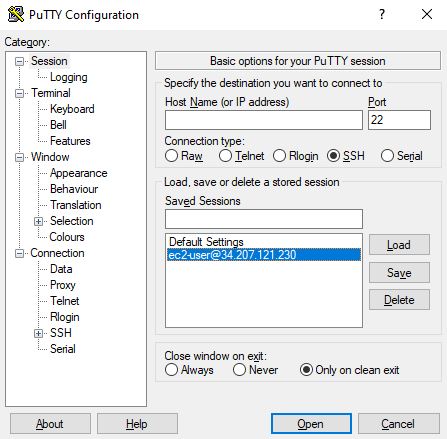 PuTTY Configuration
?
Category:
Session
Logging
Terminal
Keyboard
Bell
Features
Window
Appearance
Behaviour
Translation
Selection
Colours
Connection
Data
Proxy
Telnet
Rlogin
SSH
Serial
Basic options for your PuTTY session
Specify the destination you want to connect to
Host Name (or IP address) Port
22
Connection type:
Raw Telnet Rlogin SSH Serial
Load, save or delete a stored session
Saved Sessions
Default Settings
ec2-user@34.207.121.230
Load
Save
Delete
Close window on exit:
Always Never Only on clean exit
About Help Open Cancel